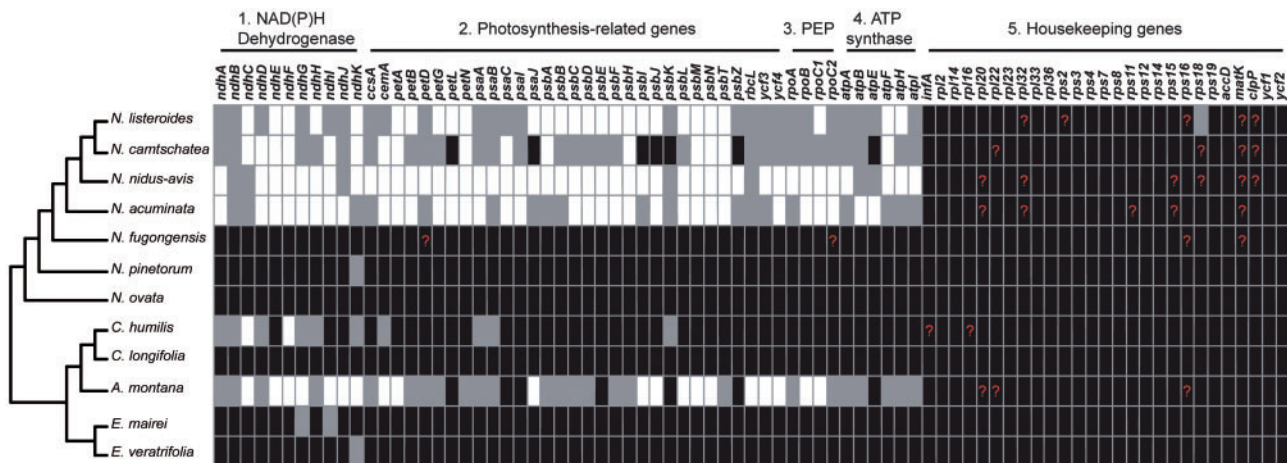 1. NAD(P)H
Dehydrogenase
2. Photosynthesis-related genes
3. PEP
4. ATP
synthase
5. Housekeeping genes
ndhA
ndhB
ndhC
ndhD
ndhE
ndhF
ndhG
ndhH
ndhI
ndhJ
ndhK
ccsA
cemA
petA
petB
petD
petG
petL
petN
psaA
psaB
psaC
psaI
psaJ
psbA
psbB
psbC
psbD
psbE
psbF
psbH
psbI
psbJ
psbK
psbL
psbM
psbN
psbT
psbZ
rbcL
ycf3
ycf4
rpoA
rpoB
rpoC1
rpoC2
atpA
atpB
atpE
atpF
atpH
atpI
infA
rpl2
rpl14
rpl16
rpl20
rpl22
rpl23
rpl32
rpl33
rpl36
rps2
rps3
rps4
rps7
rps8
rps11
rps12
rps14
rps15
rps16
rps18
rps19
accD
matK
clpP
ycf1
ycf2
N. listeroides ? ? ? ? ?
N. camtschatea ? ? ? ?
N. nidus-avis ? ? ? ? ? ?
N. acuminata ? ? ? ? ?
N. fugongensis ? ? ? ?
N. pinetorum
N. ovata
C. humilis ? ?
C. longifolia
A. montana ? ? ?
E. mairei
E. veratrifolia